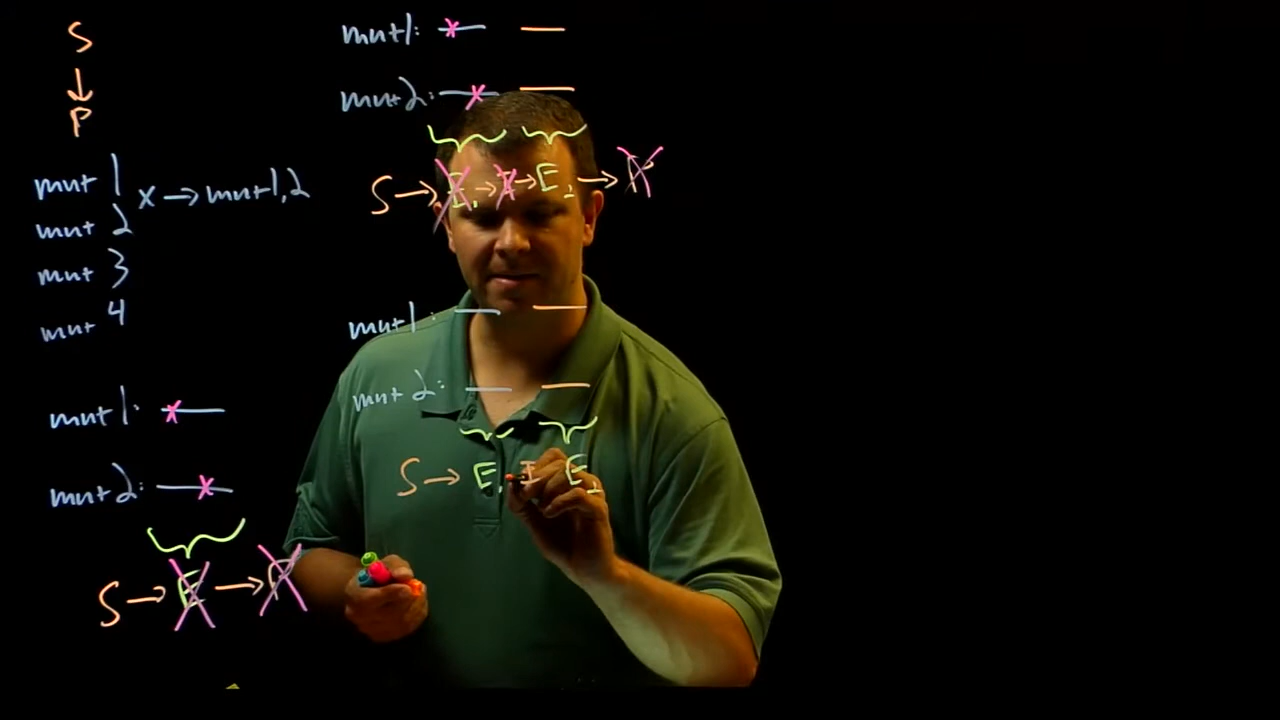 S
↓
P
mut 1
mut 2
mut 3
mut 4
x → mut 1,2
mut 1:
mut 2:
S → E → P
mut 1:
mut 2:
S → E1 → I → E2 → P
mut 1:
mut 2:
S → E1 I E2